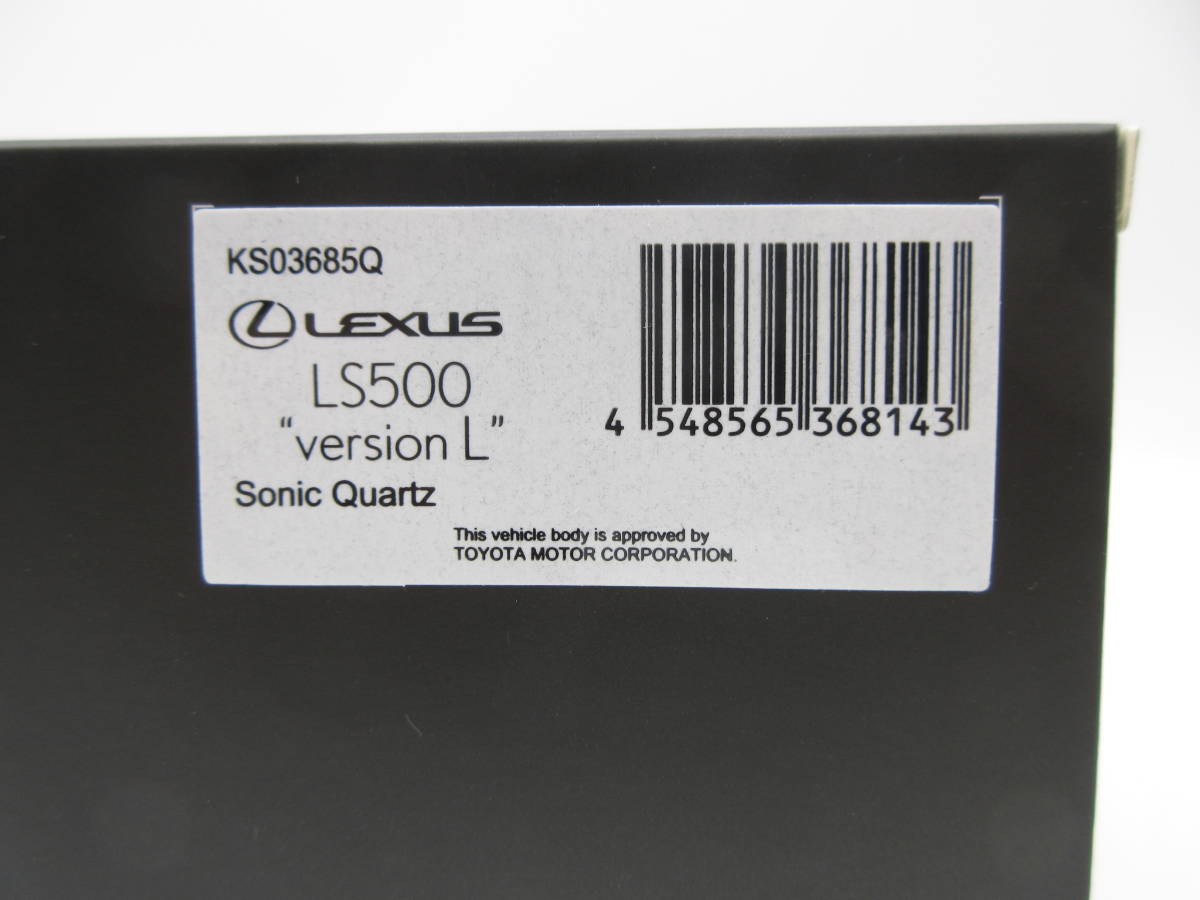 KS03685Q
LEXUS
LS500
“version L”
Sonic Quartz
4 548565 368143
This vehicle body is approved by
TOYOTA MOTOR CORPORATION.